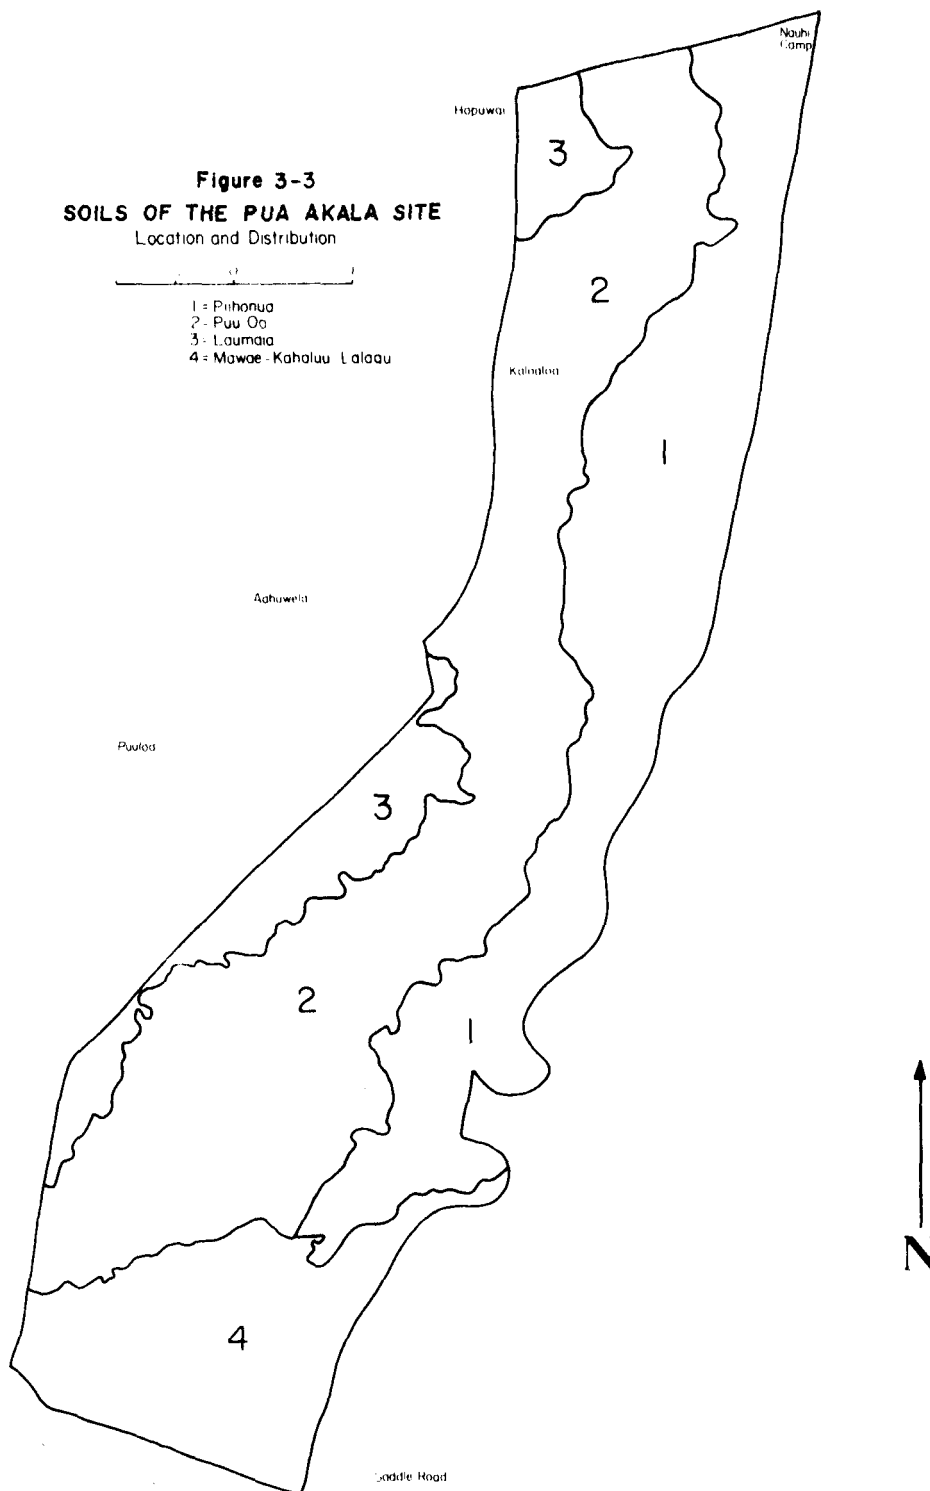 Nauhi
Camp
Hopuwai
3
Figure 3-3
SOILS OF THE PUA AKALA SITE
Location and Distribution
1 = Piihonua
2 - Puu Oo
3 - Laumaia
4 = Mawae - Kahaluu Lalaau
2
Kalaaloa
1
Aahuwela
Puuloa
3
2
1
N
4
Saddle Road